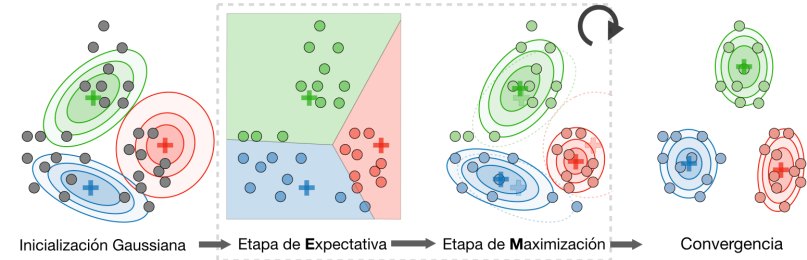 Inicialización Gaussiana
Etapa de Expectativa
Etapa de Maximización
Convergencia